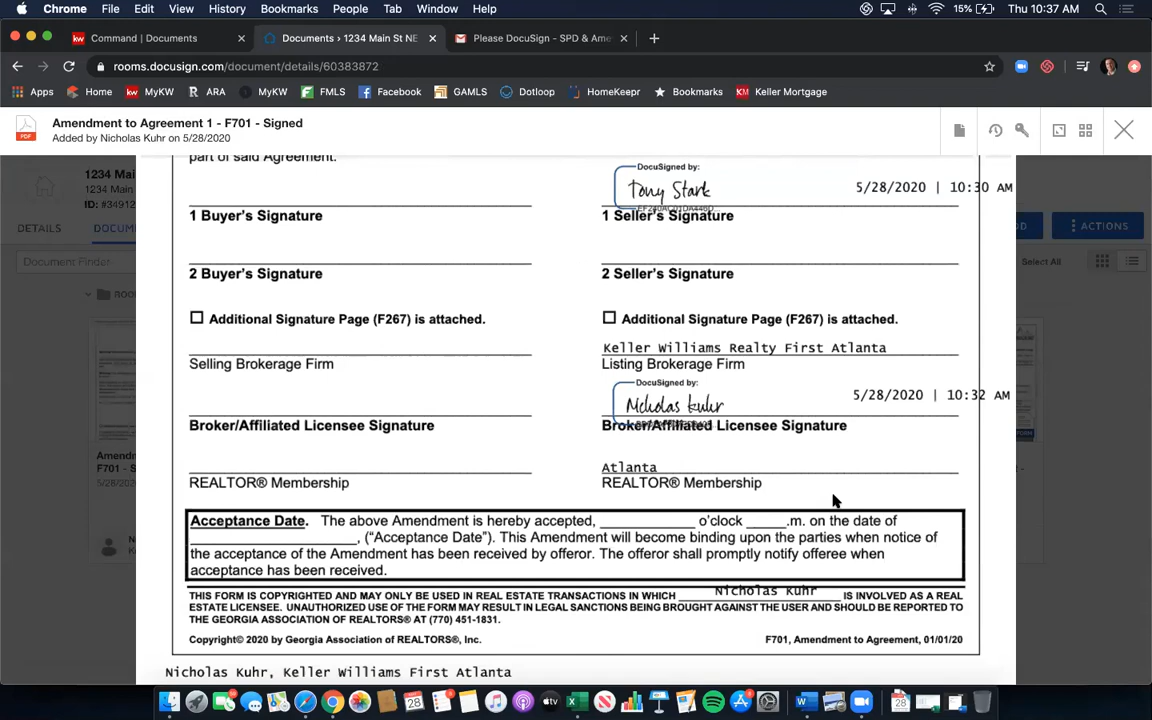 Chrome File Edit View History Bookmarks People Tab Window Help 15% Thu 10:37 AM
Command | Documents Documents › 1234 Main St NE Please DocuSign - SPD & Ame
rooms.docusign.com/document/details/60383872
Apps Home MyKW ARA MyKW FMLS Facebook GAMLS Dotloop HomeKeepr Bookmarks Keller Mortgage
Amendment to Agreement 1 - F701 - Signed
Added by Nicholas Kuhr on 5/28/2020
part of said Agreement.
DocuSigned by:
Tony Stark 5/28/2020 | 10:30 AM
1 Buyer's Signature 1 Seller's Signature
2 Buyer's Signature 2 Seller's Signature
Additional Signature Page (F267) is attached. Additional Signature Page (F267) is attached.
Keller Williams Realty First Atlanta
Selling Brokerage Firm Listing Brokerage Firm
DocuSigned by:
Nicholas Kuhr 5/28/2020 | 10:32 AM
Broker/Affiliated Licensee Signature Broker/Affiliated Licensee Signature
Atlanta
REALTOR® Membership REALTOR® Membership
Acceptance Date. The above Amendment is hereby accepted, ____________ o'clock _____.m. on the date of
____________________, ("Acceptance Date"). This Amendment will become binding upon the parties when notice of
the acceptance of the Amendment has been received by offeror. The offeror shall promptly notify offeree when
acceptance has been received.
THIS FORM IS COPYRIGHTED AND MAY ONLY BE USED IN REAL ESTATE TRANSACTIONS IN WHICH Nicholas Kuhr IS INVOLVED AS A REAL
ESTATE LICENSEE. UNAUTHORIZED USE OF THE FORM MAY RESULT IN LEGAL SANCTIONS BEING BROUGHT AGAINST THE USER AND SHOULD BE REPORTED TO
THE GEORGIA ASSOCIATION OF REALTORS® AT (770) 451-1831.
Copyright© 2020 by Georgia Association of REALTORS®, Inc. F701, Amendment to Agreement, 01/01/20
Nicholas Kuhr, Keller Williams First Atlanta
1234 Mai
1234 Main
ID: #34912
DETAILS DOCUM
ACTIONS
Document Finder
Select All
Amendm
F701 - S
5/28/202